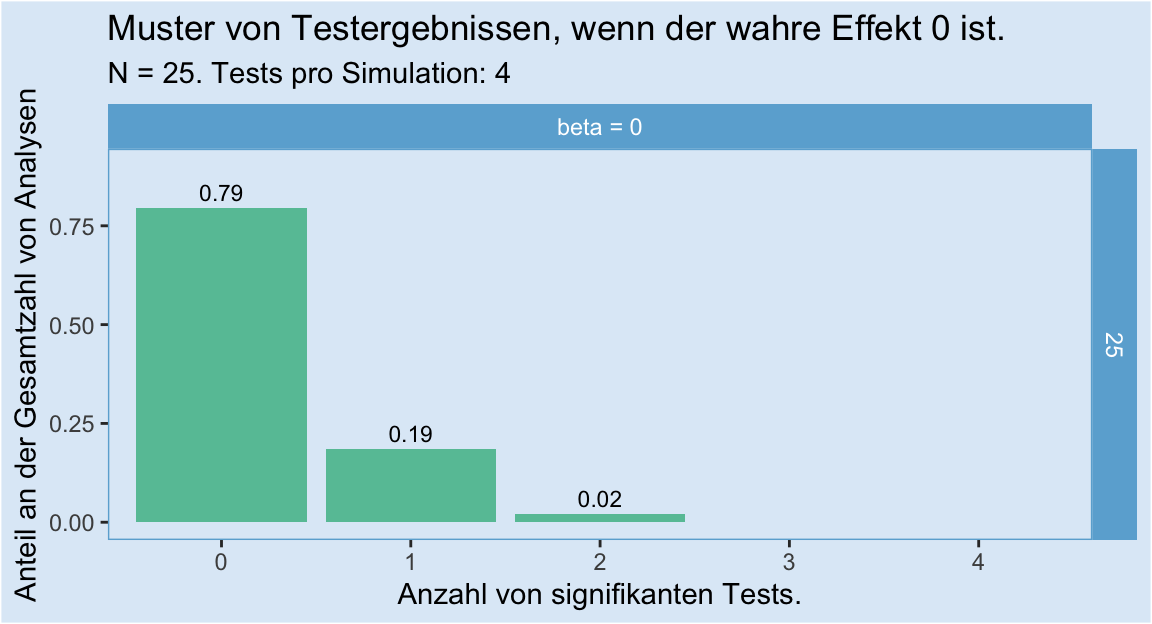 Muster von Testergebnissen, wenn der wahre Effekt 0 ist.
N = 25. Tests pro Simulation: 4
beta = 0
25
Anteil an der Gesamtzahl von Analysen
0.75
0.50
0.25
0.00
0.79
0.19
0.02
0 1 2 3 4
Anzahl von signifikanten Tests.